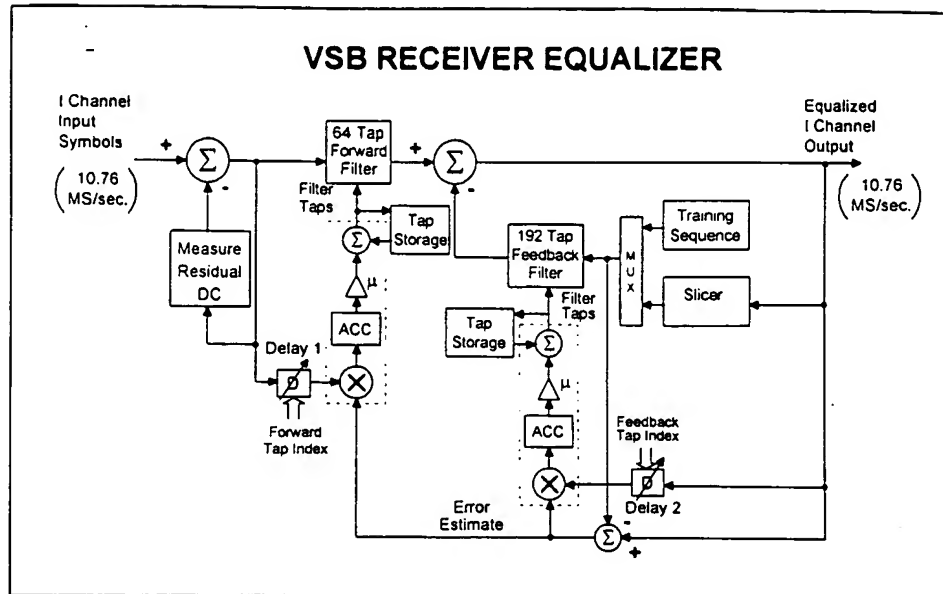 VSB RECEIVER EQUALIZER
I Channel
Input
Symbols
(10.76
MS/sec.)
+
Σ
-
Measure
Residual
DC
64 Tap
Forward
Filter
Filter
Taps
Σ
Tap
Storage
μ
ACC
Delay 1
Ø
Forward
Tap Index
+
Σ
-
192 Tap
Feedback
Filter
Filter
Taps
Tap
Storage
Σ
μ
ACC
MUX
Training
Sequence
Slicer
Equalized
I Channel
Output
(10.76
MS/sec.)
Feedback
Tap Index
Ø
Delay 2
Error
Estimate
-
Σ
+